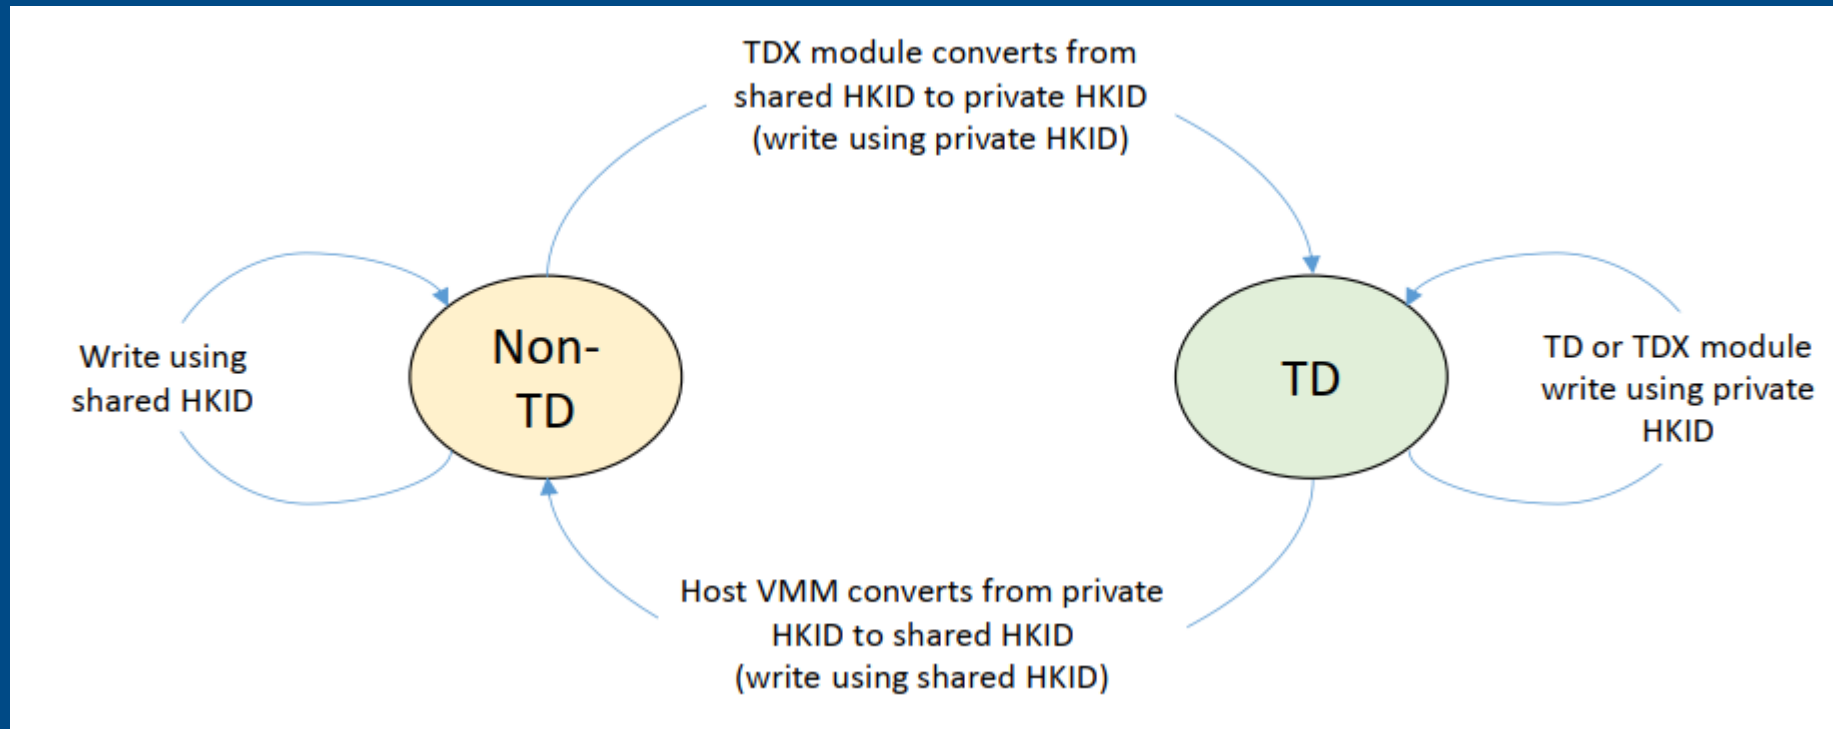 TDX module converts from
shared HKID to private HKID
(write using private HKID)
Write using
shared HKID
Non-
TD
TD
TD or TDX module
write using private
HKID
Host VMM converts from private
HKID to shared HKID
(write using shared HKID)